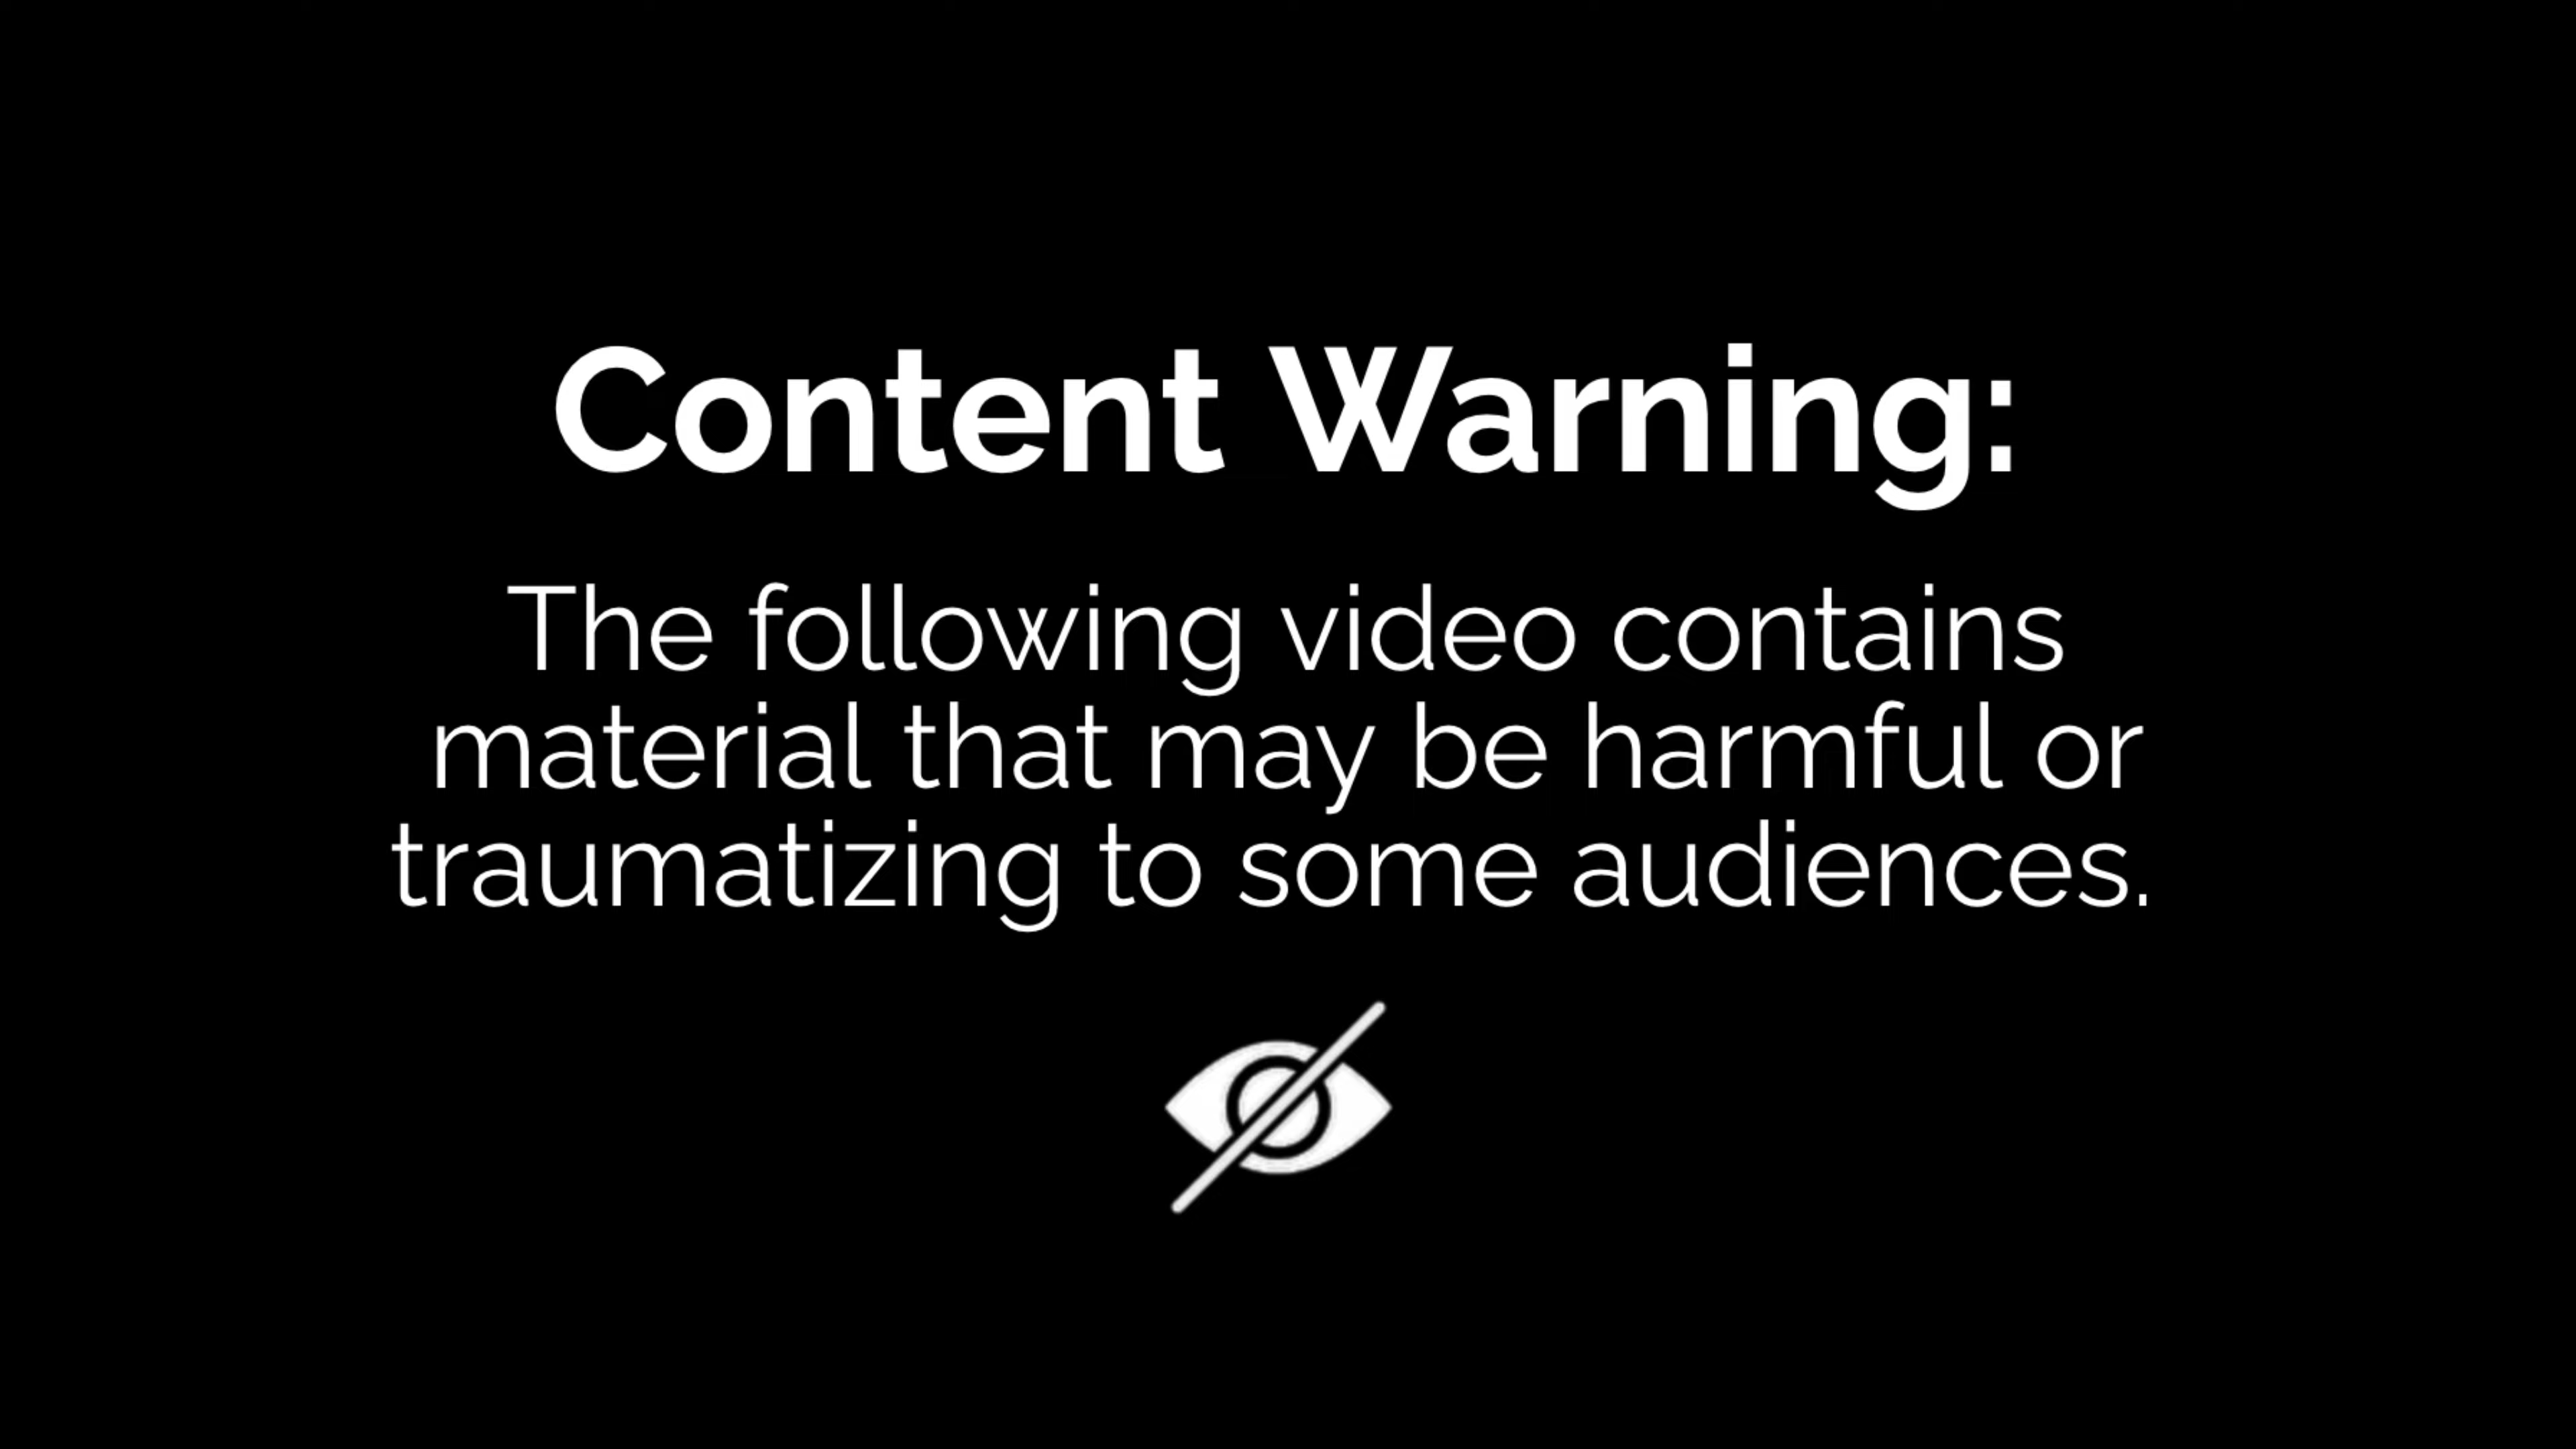 Content Warning:
The following video contains
material that may be harmful or
traumatizing to some audiences.